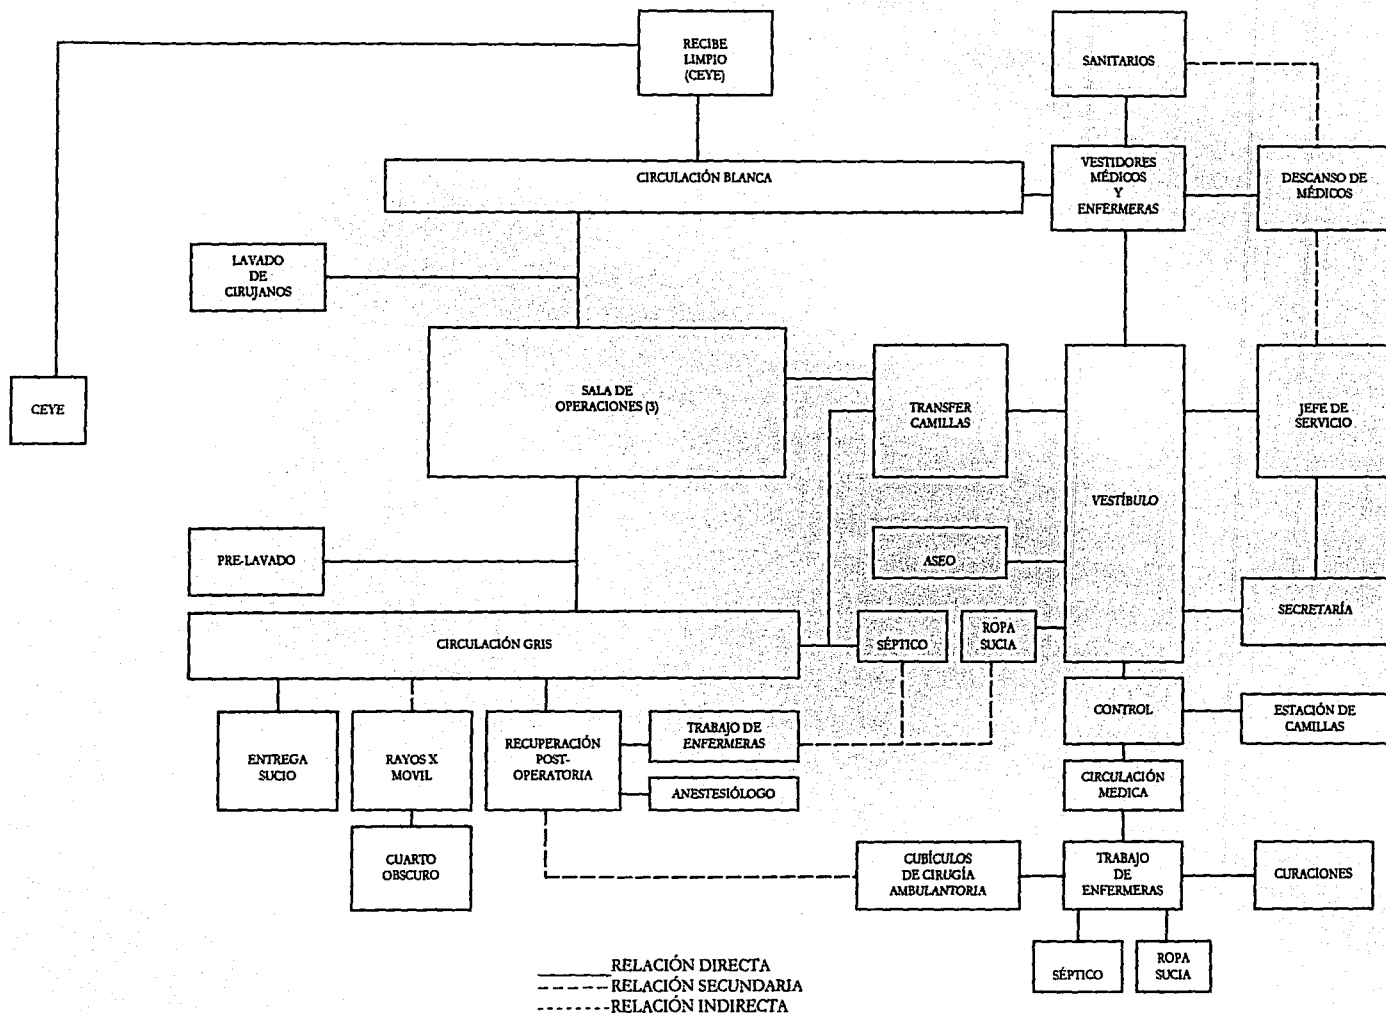 RECIBE
LIMPIO
(CEYE)
SANITARIOS
CIRCULACIÓN BLANCA
VESTIDORES
MÉDICOS
Y
ENFERMERAS
DESCANSO DE
MÉDICOS
LAVADO
DE
CIRUJANOS
CEYE
SALA DE
OPERACIONES (3)
TRANSFER
CAMILLAS
JEFE DE
SERVICIO
VESTÍBULO
PRE-LAVADO
ASEO
SECRETARÍA
CIRCULACIÓN GRIS
SÉPTICO
ROPA
SUCIA
CONTROL
ESTACIÓN DE
CAMILLAS
ENTREGA
SUCIO
RAYOS X
MOVIL
RECUPERACIÓN
POST-
OPERATORIA
TRABAJO DE
ENFERMERAS
ANESTESIÓLOGO
CIRCULACIÓN
MEDICA
CUARTO
OBSCURO
CUBÍCULOS
DE CIRUGÍA
AMBULANTORIA
TRABAJO
DE
ENFERMERAS
CURACIONES
SÉPTICO
ROPA
SUCIA
RELACIÓN DIRECTA
RELACIÓN SECUNDARIA
RELACIÓN INDIRECTA